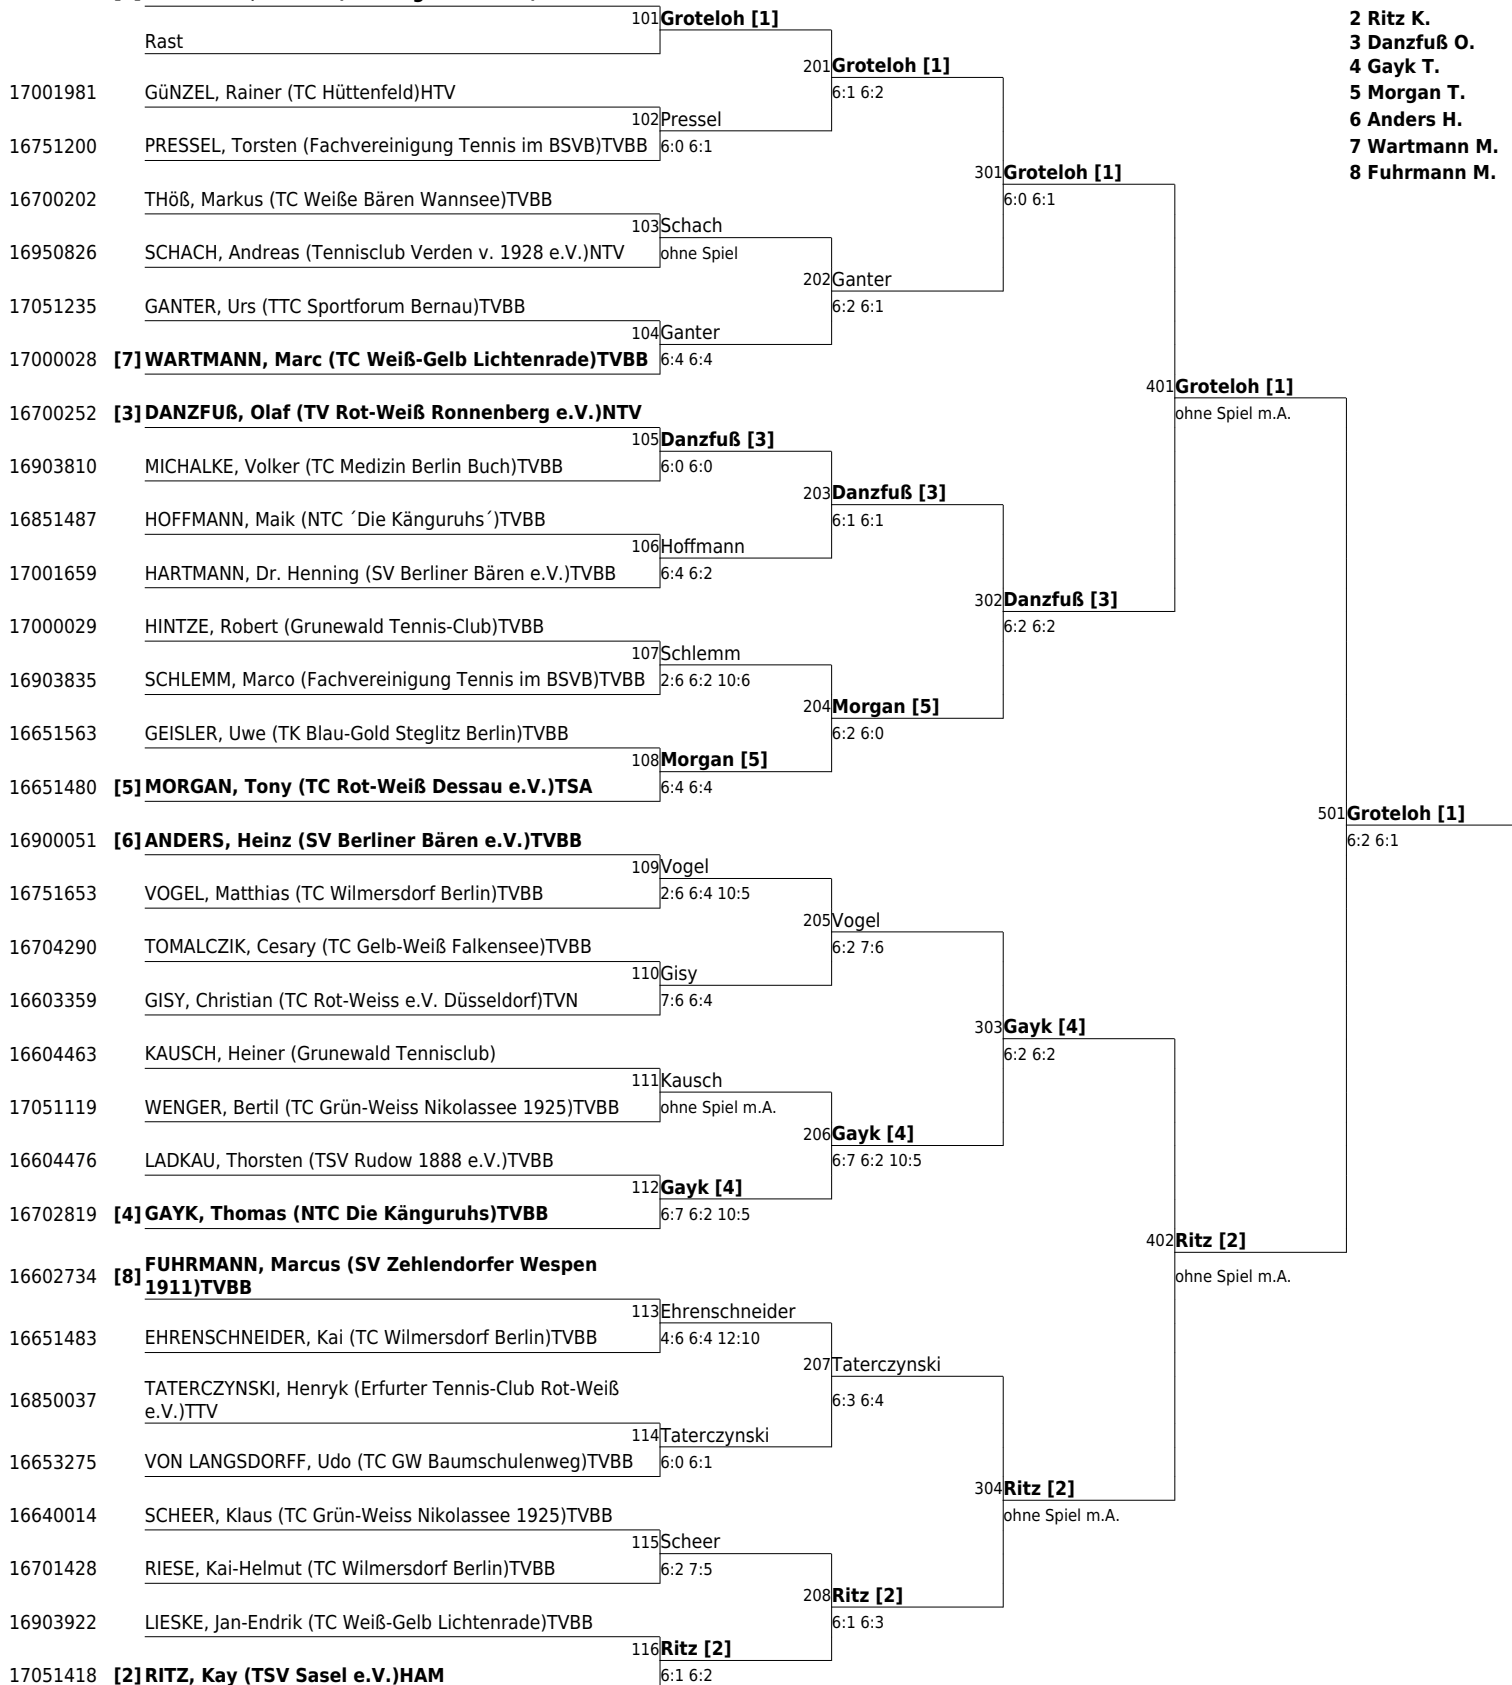 101 Groteloh [1]
2 Ritz K.
Rast
3 Danzfuß O.
201 Groteloh [1]
4 Gayk T.
17001981 GüNZEL, Rainer (TC Hüttenfeld)HTV
6:1 6:2
5 Morgan T.
102 Pressel
6 Anders H.
16751200 PRESSEL, Torsten (Fachvereinigung Tennis im BSVB)TVBB
6:0 6:1
7 Wartmann M.
301 Groteloh [1]
8 Fuhrmann M.
16700202 THöß, Markus (TC Weiße Bären Wannsee)TVBB
6:0 6:1
103 Schach
16950826 SCHACH, Andreas (Tennisclub Verden v. 1928 e.V.)NTV
ohne Spiel
202 Ganter
17051235 GANTER, Urs (TTC Sportforum Bernau)TVBB
6:2 6:1
104 Ganter
17000028 [7] WARTMANN, Marc (TC Weiß-Gelb Lichtenrade)TVBB
6:4 6:4
401 Groteloh [1]
16700252 [3] DANZFUß, Olaf (TV Rot-Weiß Ronnenberg e.V.)NTV
ohne Spiel m.A.
105 Danzfuß [3]
16903810 MICHALKE, Volker (TC Medizin Berlin Buch)TVBB
6:0 6:0
203 Danzfuß [3]
16851487 HOFFMANN, Maik (NTC ´Die Känguruhs´)TVBB
6:1 6:1
106 Hoffmann
17001659 HARTMANN, Dr. Henning (SV Berliner Bären e.V.)TVBB
6:4 6:2
302 Danzfuß [3]
17000029 HINTZE, Robert (Grunewald Tennis-Club)TVBB
6:2 6:2
107 Schlemm
16903835 SCHLEMM, Marco (Fachvereinigung Tennis im BSVB)TVBB
2:6 6:2 10:6
204 Morgan [5]
16651563 GEISLER, Uwe (TK Blau-Gold Steglitz Berlin)TVBB
6:2 6:0
108 Morgan [5]
16651480 [5] MORGAN, Tony (TC Rot-Weiß Dessau e.V.)TSA
6:4 6:4
501 Groteloh [1]
16900051 [6] ANDERS, Heinz (SV Berliner Bären e.V.)TVBB
6:2 6:1
109 Vogel
16751653 VOGEL, Matthias (TC Wilmersdorf Berlin)TVBB
2:6 6:4 10:5
205 Vogel
16704290 TOMALCZIK, Cesary (TC Gelb-Weiß Falkensee)TVBB
6:2 7:6
110 Gisy
16603359 GISY, Christian (TC Rot-Weiss e.V. Düsseldorf)TVN
7:6 6:4
303 Gayk [4]
16604463 KAUSCH, Heiner (Grunewald Tennisclub)
6:2 6:2
111 Kausch
17051119 WENGER, Bertil (TC Grün-Weiss Nikolassee 1925)TVBB
ohne Spiel m.A.
206 Gayk [4]
16604476 LADKAU, Thorsten (TSV Rudow 1888 e.V.)TVBB
6:7 6:2 10:5
112 Gayk [4]
16702819 [4] GAYK, Thomas (NTC Die Känguruhs)TVBB
6:7 6:2 10:5
402 Ritz [2]
16602734 [8] FUHRMANN, Marcus (SV Zehlendorfer Wespen
1911)TVBB
ohne Spiel m.A.
113 Ehrenschneider
16651483 EHRENSCHNEIDER, Kai (TC Wilmersdorf Berlin)TVBB
4:6 6:4 12:10
207 Taterczynski
16850037 TATERCZYNSKI, Henryk (Erfurter Tennis-Club Rot-Weiß
e.V.)TTV
6:3 6:4
114 Taterczynski
16653275 VON LANGSDORFF, Udo (TC GW Baumschulenweg)TVBB
6:0 6:1
304 Ritz [2]
16640014 SCHEER, Klaus (TC Grün-Weiss Nikolassee 1925)TVBB
ohne Spiel m.A.
115 Scheer
16701428 RIESE, Kai-Helmut (TC Wilmersdorf Berlin)TVBB
6:2 7:5
208 Ritz [2]
16903922 LIESKE, Jan-Endrik (TC Weiß-Gelb Lichtenrade)TVBB
6:1 6:3
116 Ritz [2]
17051418 [2] RITZ, Kay (TSV Sasel e.V.)HAM
6:1 6:2